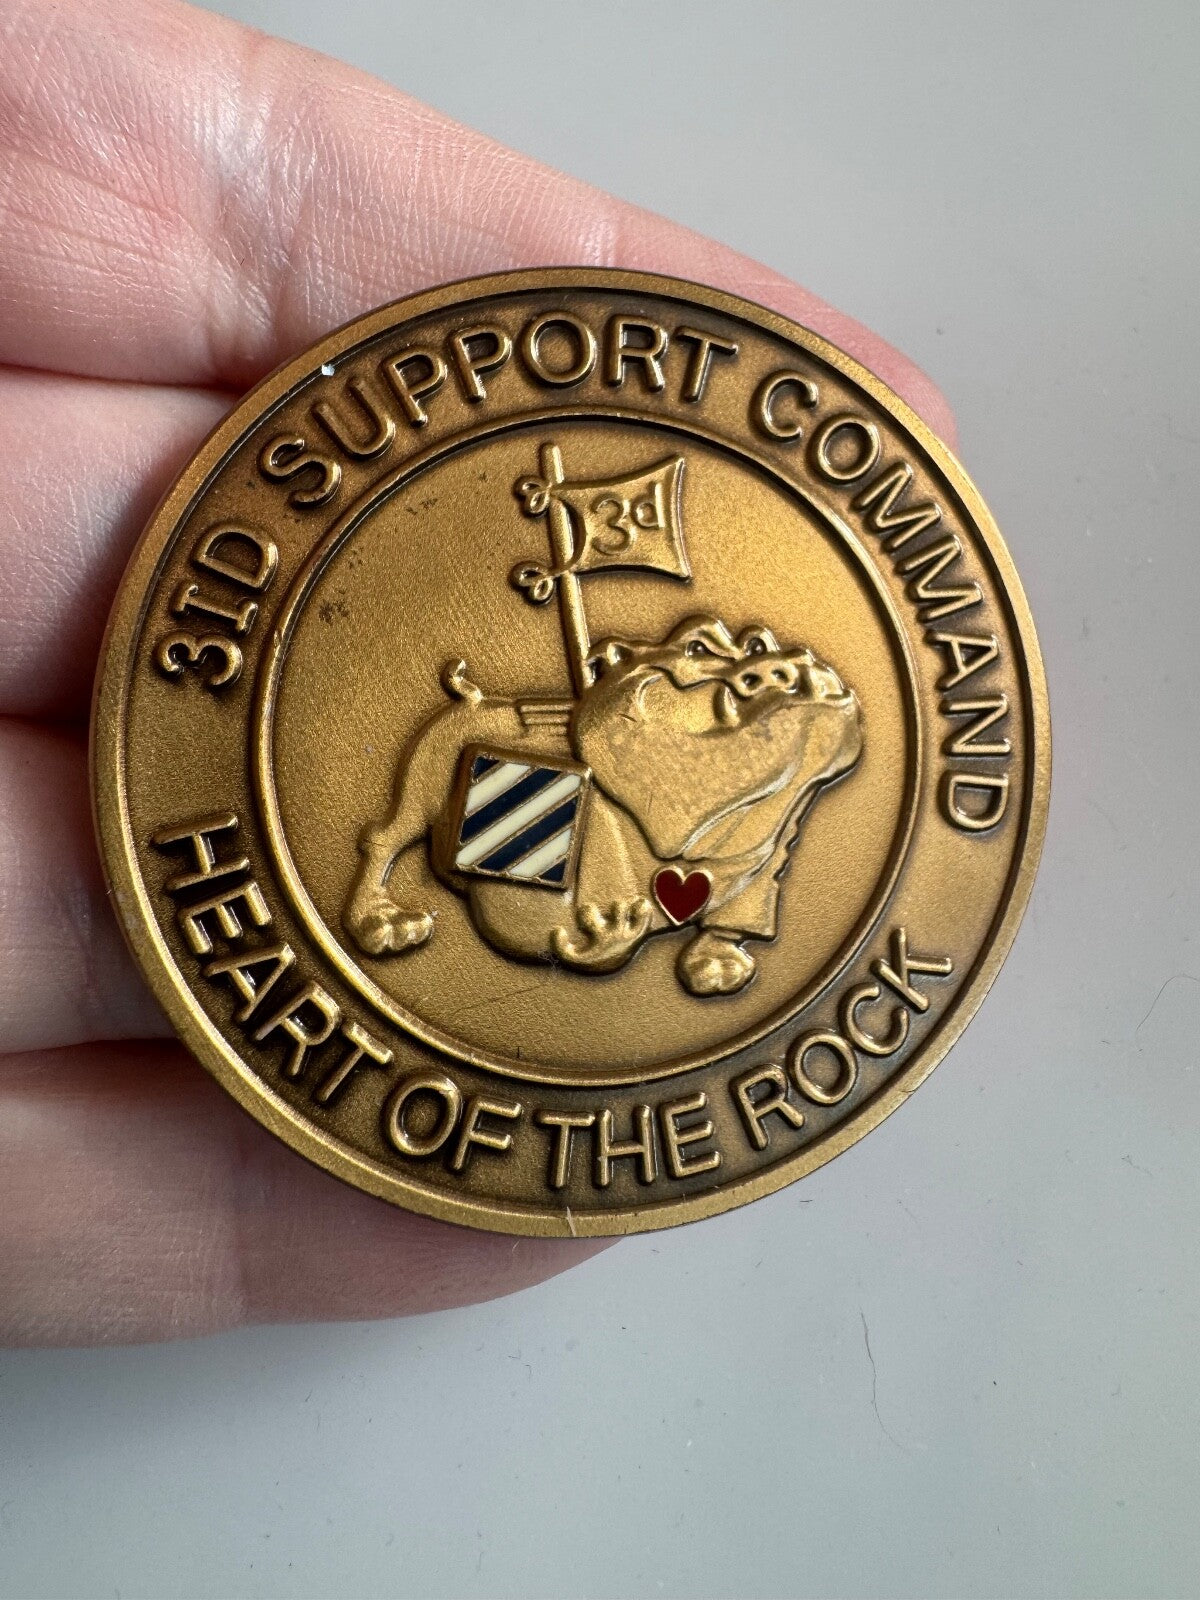 3ID SUPPORT COMMAND
3d
HEART OF THE ROCK